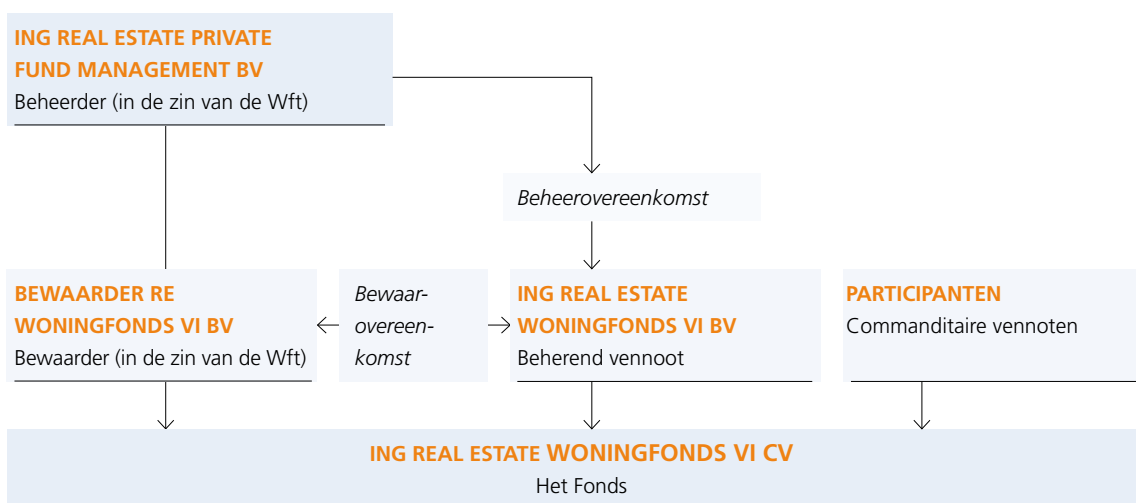 ING REAL ESTATE PRIVATE
FUND MANAGEMENT BV
Beheerder (in de zin van de Wft)
Beheerovereenkomst
BEWAARDER RE
WONINGFONDS VI BV
Bewaarder (in de zin van de Wft)
Bewaar-
overeen-
komst
ING REAL ESTATE
WONINGFONDS VI BV
Beherend vennoot
PARTICIPANTEN
Commanditaire vennoten
ING REAL ESTATE WONINGFONDS VI CV
Het Fonds